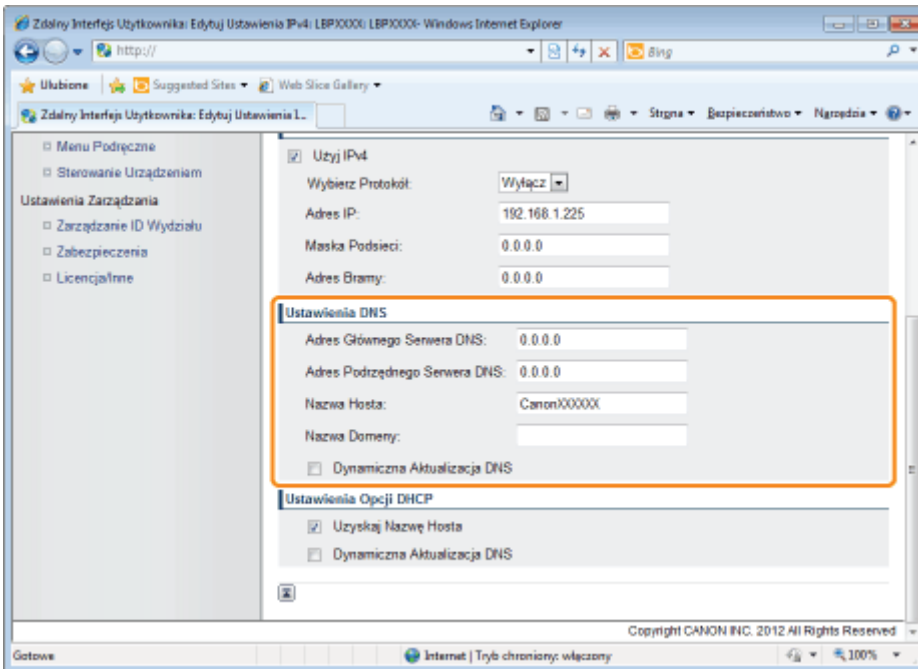 Zdalny Interfejs Użytkownika: Edytuj Ustawienia IPv4: LBPXXXX: LBPXXXX- Windows Internet Explorer
http://
Bing
Ulubione Suggested Sites Web Slice Gallery
Zdalny Interfejs Użytkownika: Edytuj Ustawienia I... Strona Bezpieczeństwo Narzędzia
Menu Podręczne
Sterowanie Urządzeniem
Ustawienia Zarządzania
Zarządzanie ID Wydziału
Zabezpieczenia
Licencja/Inne
Użyj IPv4
Wybierz Protokół: Wyłącz
Adres IP: 192.168.1.225
Maska Podsieci: 0.0.0.0
Adres Bramy: 0.0.0.0
Ustawienia DNS
Adres Głównego Serwera DNS: 0.0.0.0
Adres Podrzędnego Serwera DNS: 0.0.0.0
Nazwa Hosta: CanonXXXXXX
Nazwa Domeny:
Dynamiczna Aktualizacja DNS
Ustawienia Opcji DHCP
Uzyskaj Nazwę Hosta
Dynamiczna Aktualizacja DNS
Copyright CANON INC. 2012 All Rights Reserved
Gotowe Internet | Tryb chroniony: włączony 100%